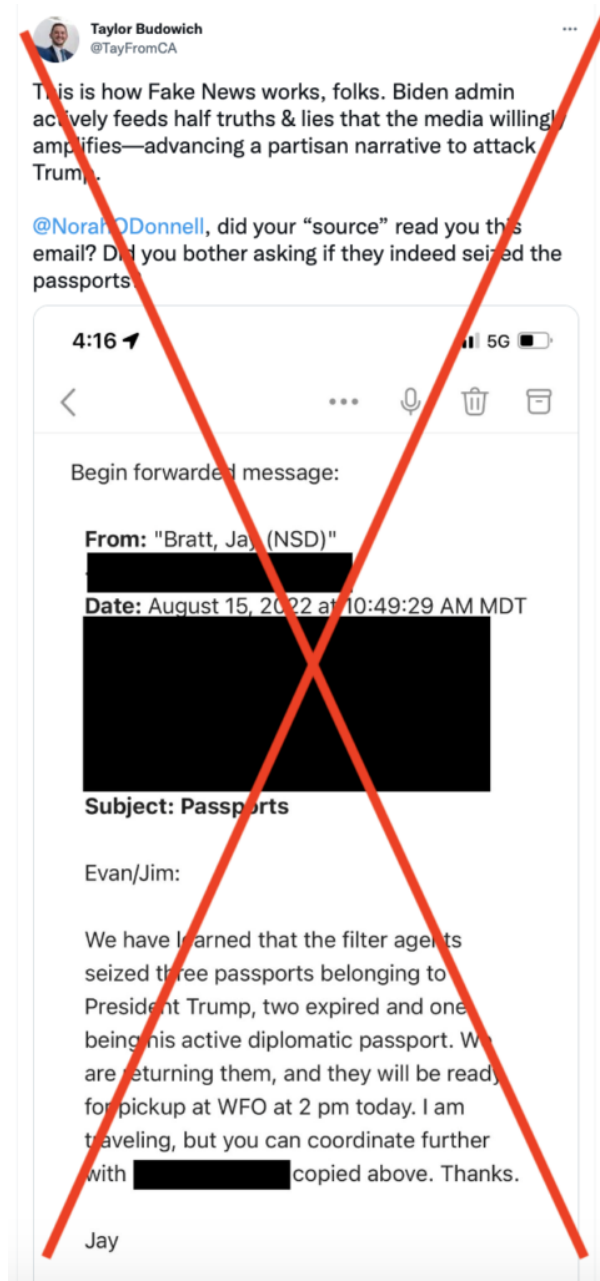 Taylor Budowich
@TayFromCA
This is how Fake News works, folks. Biden admin
actively feeds half truths & lies that the media willingly
amplifies—advancing a partisan narrative to attack
Trump.
@NorahODonnell, did your “source” read you this
email? Did you bother asking if they indeed seized the
passports?
4:16 5G
Begin forwarded message:
From: "Bratt, Jay (NSD)"
Date: August 15, 2022 at 10:49:29 AM MDT
Subject: Passports
Evan/Jim:
We have learned that the filter agents
seized three passports belonging to
President Trump, two expired and one
being his active diplomatic passport. We
are returning them, and they will be ready
for pickup at WFO at 2 pm today. I am
traveling, but you can coordinate further
with copied above. Thanks.
Jay